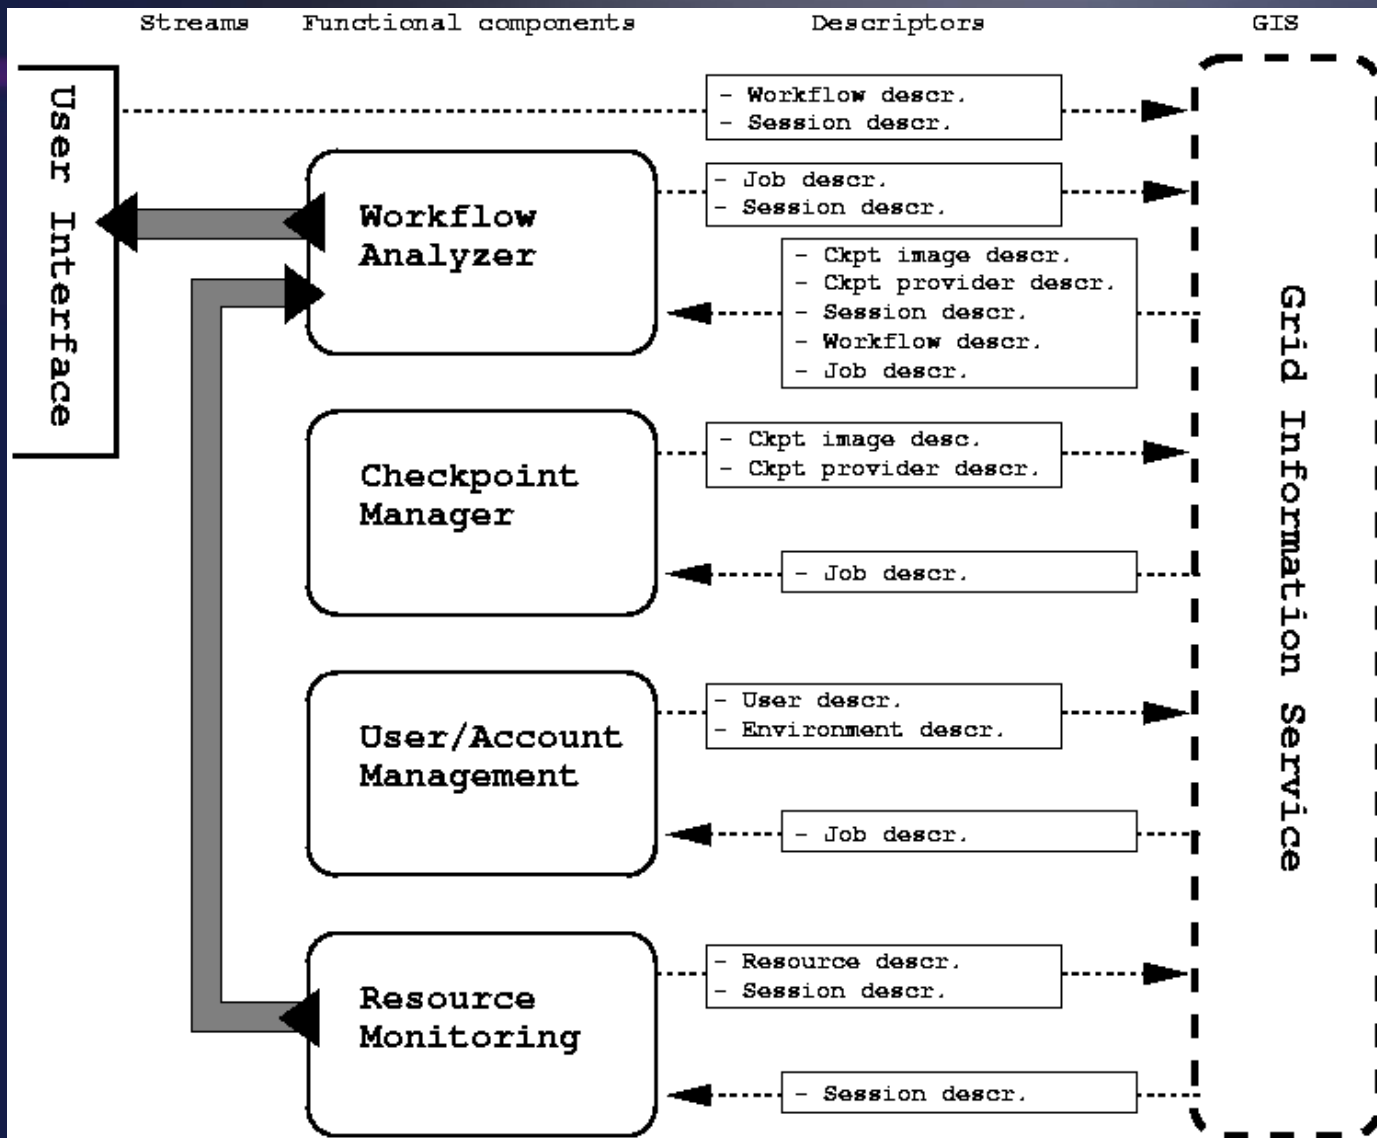 Streams Functional components Descriptors GIS
User Interface
- Workflow descr.
- Session descr.
Workflow
Analyzer
- Job descr.
- Session descr.
- Ckpt image descr.
- Ckpt provider descr.
- Session descr.
- Workflow descr.
- Job descr.
Checkpoint
Manager
- Ckpt image desc.
- Ckpt provider descr.
- Job descr.
User/Account
Management
- User descr.
- Environment descr.
- Job descr.
Resource
Monitoring
- Resource descr.
- Session descr.
- Session descr.
Grid Information Service